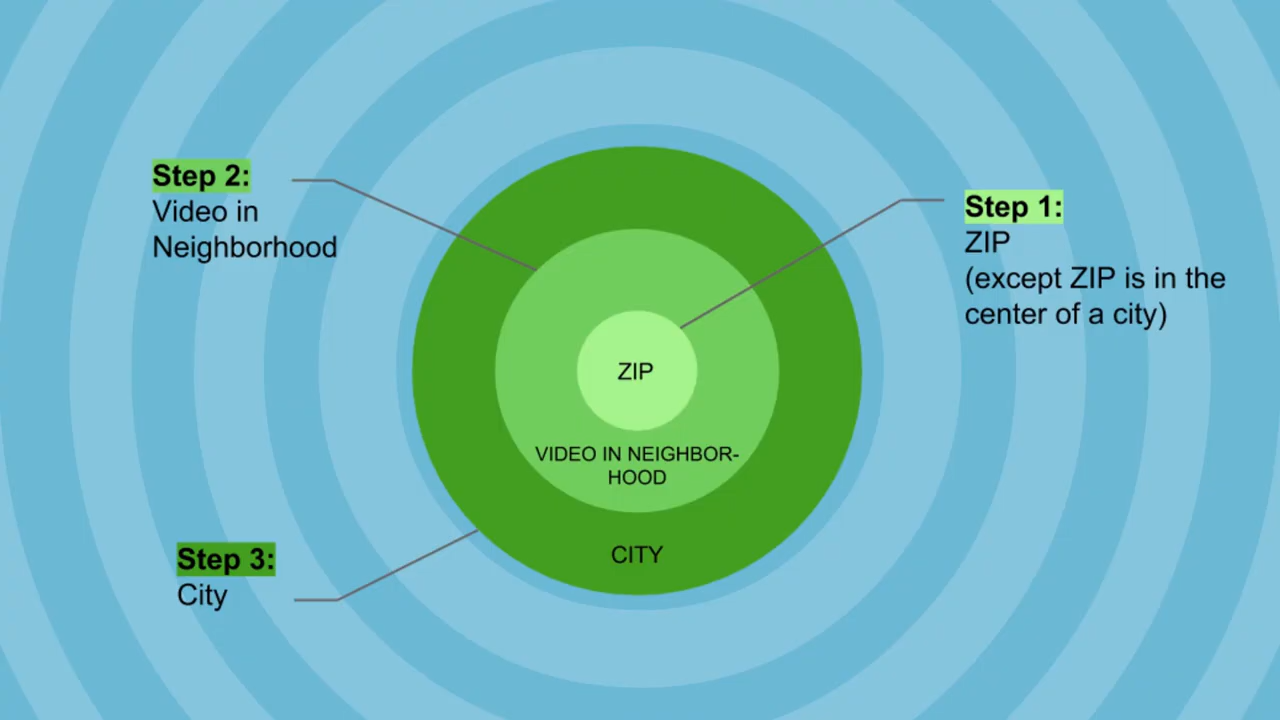 Step 2:
Video in
Neighborhood
Step 1:
ZIP
(except ZIP is in the
center of a city)
ZIP
VIDEO IN NEIGHBOR-
HOOD
CITY
Step 3:
City